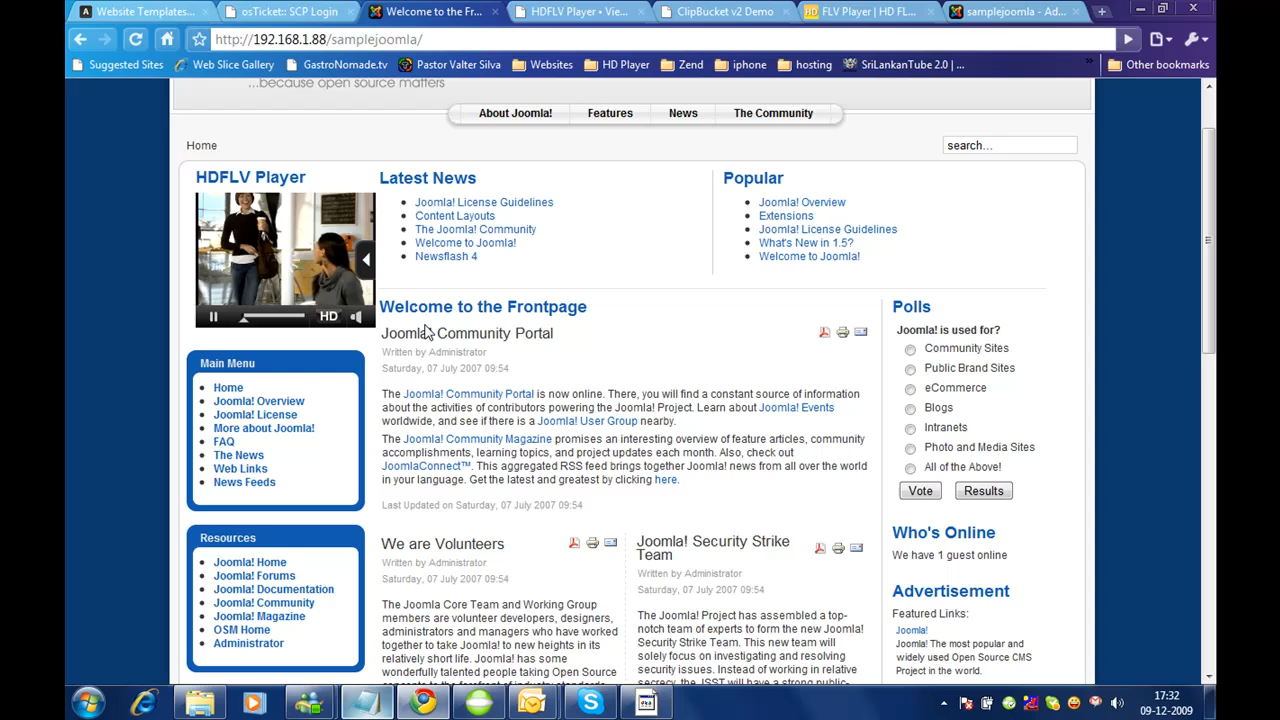 Website Templates...
osTicket:: SCP Login
Welcome to the Fr...
HDFLV Player • Vie...
ClipBucket v2 Demo
FLV Player | HD FL...
samplejoomla - Ad...
http://192.168.1.88/samplejoomla/
Suggested Sites
Web Slice Gallery
GastroNomade.tv
Pastor Valter Silva
Websites
HD Player
Zend
iphone
hosting
SriLankanTube 2.0 | ...
»
Other bookmarks
...because open source matters
About Joomla!
Features
News
The Community
Home
search...
HDFLV Player
HD
Latest News
Joomla! License Guidelines
Content Layouts
The Joomla! Community
Welcome to Joomla!
Newsflash 4
Popular
Joomla! Overview
Extensions
Joomla! License Guidelines
What's New in 1.5?
Welcome to Joomla!
Main Menu
Home
Joomla! Overview
Joomla! License
More about Joomla!
FAQ
The News
Web Links
News Feeds
Resources
Joomla! Home
Joomla! Forums
Joomla! Documentation
Joomla! Community
Joomla! Magazine
OSM Home
Administrator
Welcome to the Frontpage
Joomla! Community Portal
Written by Administrator
Saturday, 07 July 2007 09:54
The Joomla! Community Portal is now online. There, you will find a constant source of information
about the activities of contributors powering the Joomla! Project. Learn about Joomla! Events
worldwide, and see if there is a Joomla! User Group nearby.
The Joomla! Community Magazine promises an interesting overview of feature articles, community
accomplishments, learning topics, and project updates each month. Also, check out
JoomlaConnect™. This aggregated RSS feed brings together Joomla! news from all over the world
in your language. Get the latest and greatest by clicking here.
Last Updated on Saturday, 07 July 2007 09:54
We are Volunteers
Written by Administrator
Saturday, 07 July 2007 09:54
The Joomla Core Team and Working Group
members are volunteer developers, designers,
administrators and managers who have worked
together to take Joomla! to new heights in its
relatively short life. Joomla! has some
wonderfully talented people taking Open Source
concepts to the forefront of industry standards.
Joomla! Security Strike
Team
Written by Administrator
Saturday, 07 July 2007 09:54
The Joomla! Project has assembled a top-
notch team of experts to form the new Joomla!
Security Strike Team. This new team will
solely focus on investigating and resolving
security issues. Instead of working in relative
secrecy, the JSST will have a strong public-
Polls
Joomla! is used for?
Community Sites
Public Brand Sites
eCommerce
Blogs
Intranets
Photo and Media Sites
All of the Above!
Vote
Results
Who's Online
We have 1 guest online
Advertisement
Featured Links:
Joomla!
Joomla! The most popular and
widely used Open Source CMS
Project in the world.
17:32
09-12-2009